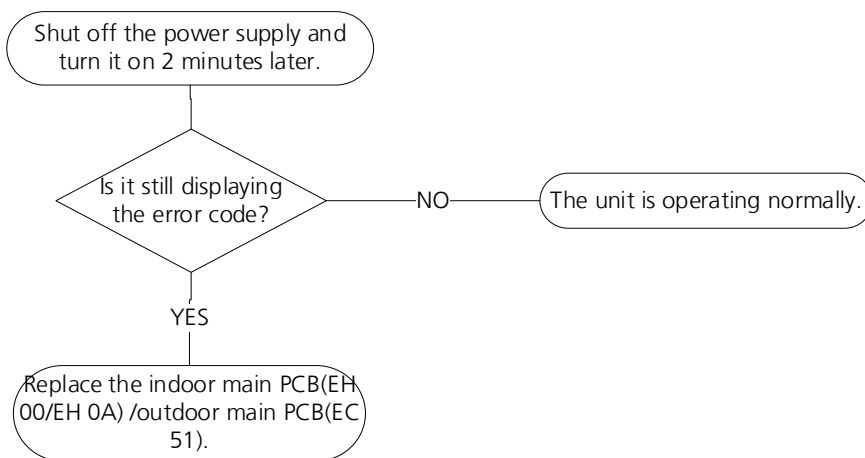 Shut off the power supply and
turn it on 2 minutes later.
Is it still displaying
the error code?
NO
The unit is operating normally.
YES
Replace the indoor main PCB(EH
00/EH 0A) /outdoor main PCB(EC
51).